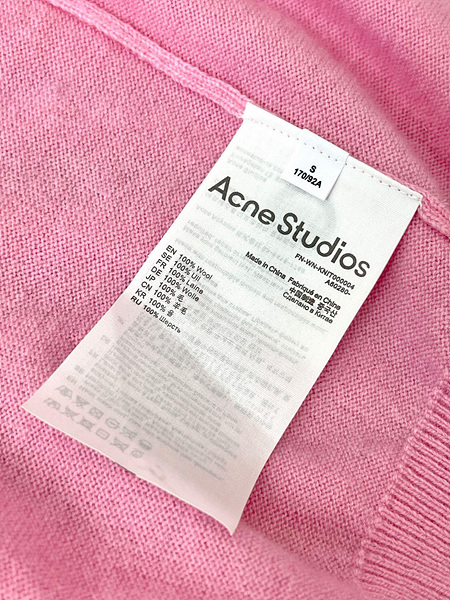 S
170/92A
Acne Studios
FN-WN-KNIT000004
A60280-
Made in China Fabriqué en Chine
中国制造 중국산
Сделано в Китае
EN 100% Wool
SE 100% Ull
FR 100% Laine
DE 100% Wolle
JP 100% 毛
CN 100% 羊毛
KR 100% 울
RU 100% Шерсть